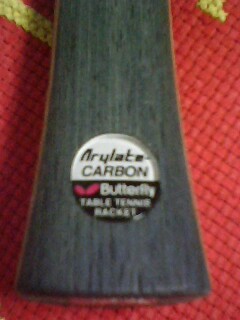 Arylate-
CARBON
Butterfly
TABLE TENNIS
RACKET